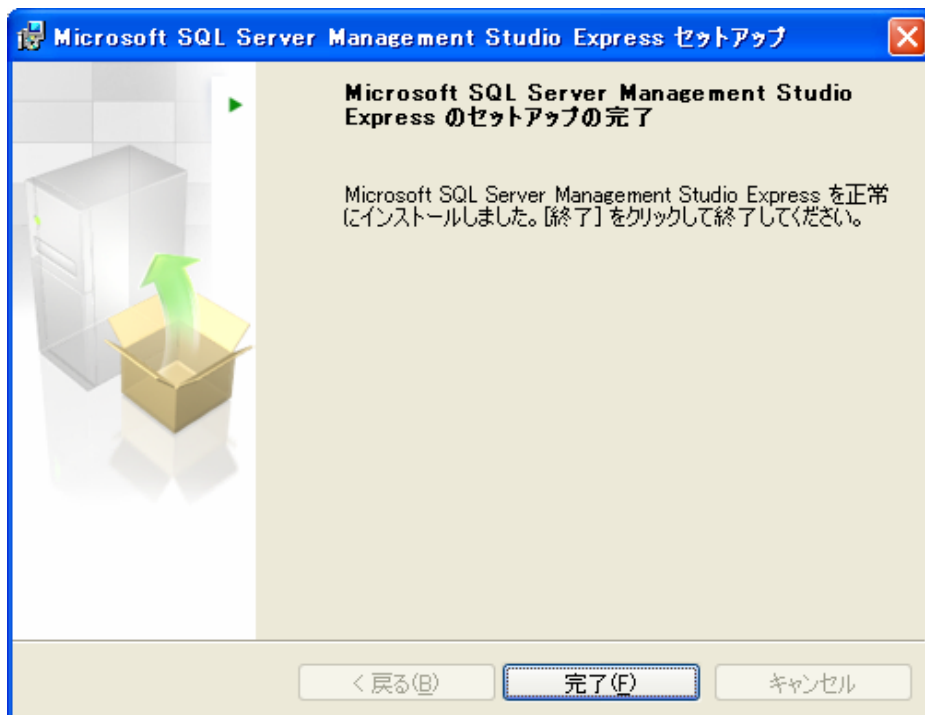 Microsoft SQL Server Management Studio Express セットアップ
Microsoft SQL Server Management Studio
Express のセットアップの完了
Microsoft SQL Server Management Studio Express を正常
にインストールしました。[終了] をクリックして終了してください。
< 戻る(B)
完了(F)
キャンセル